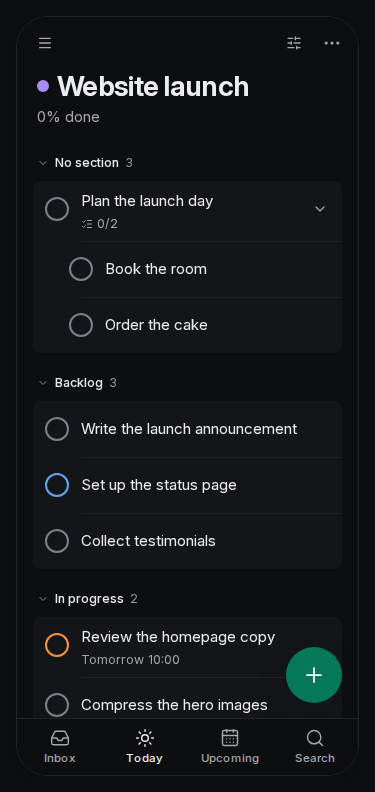 Website launch
0% done
No section 3
Plan the launch day
0/2
Book the room
Order the cake
Backlog 3
Write the launch announcement
Set up the status page
Collect testimonials
In progress 2
Review the homepage copy
Tomorrow 10:00
Compress the hero images
Inbox Today Upcoming Search